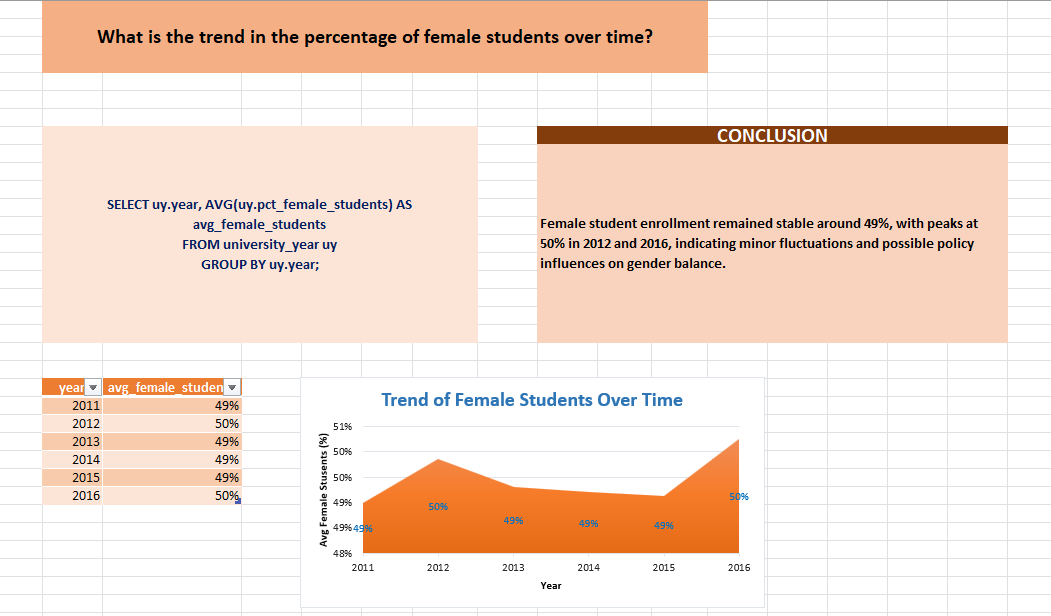 What is the trend in the percentage of female students over time?
SELECT uy.year, AVG(uy.pct_female_students) AS
avg_female_students
FROM university_year uy
GROUP BY uy.year;
CONCLUSION
Female student enrollment remained stable around 49%, with peaks at
50% in 2012 and 2016, indicating minor fluctuations and possible policy
influences on gender balance.
year avg_female_studen
2011 49%
2012 50%
2013 49%
2014 49%
2015 49%
2016 50%
Trend of Female Students Over Time
Avg Female Stusents (%)
51%
50%
50%
49%
49%
48%
49%
50%
49%
49%
49%
50%
2011 2012 2013 2014 2015 2016
Year